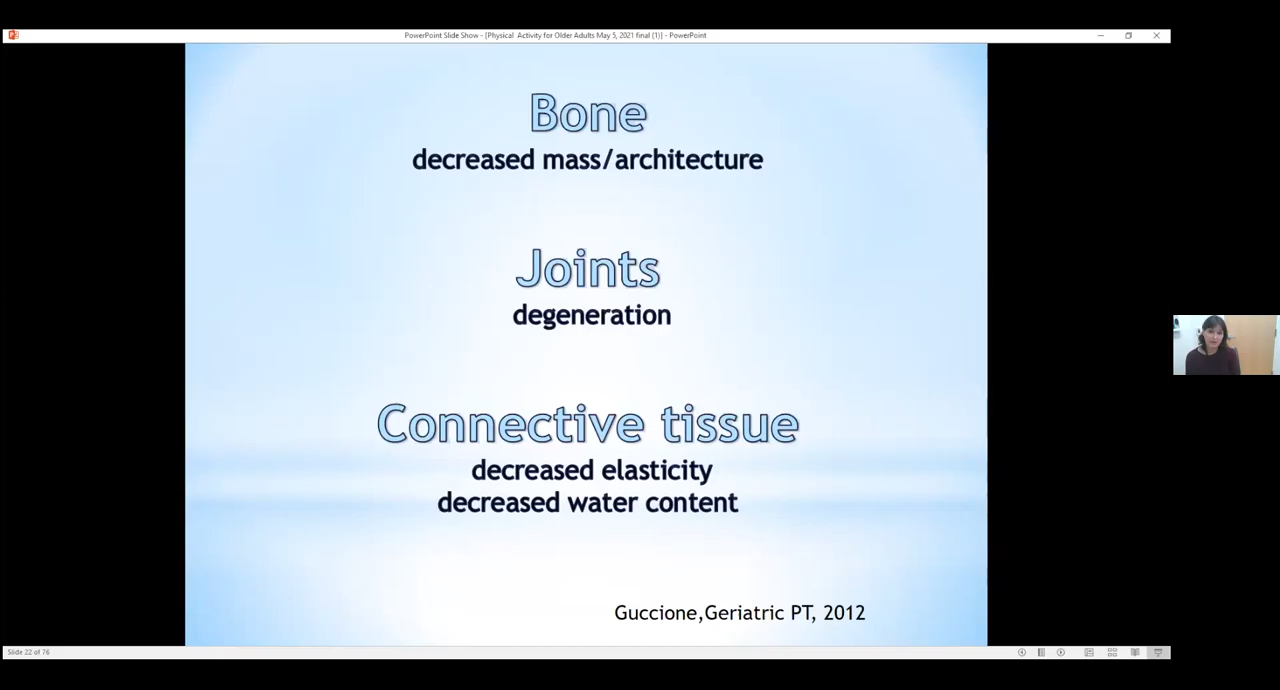 PowerPoint Slide Show - [Physical Activity for Older Adults May 5, 2021 final (1)] - PowerPoint
Bone
decreased mass/architecture
Joints
degeneration
Connective tissue
decreased elasticity
decreased water content
Guccione,Geriatric PT, 2012
Slide 22 of 76